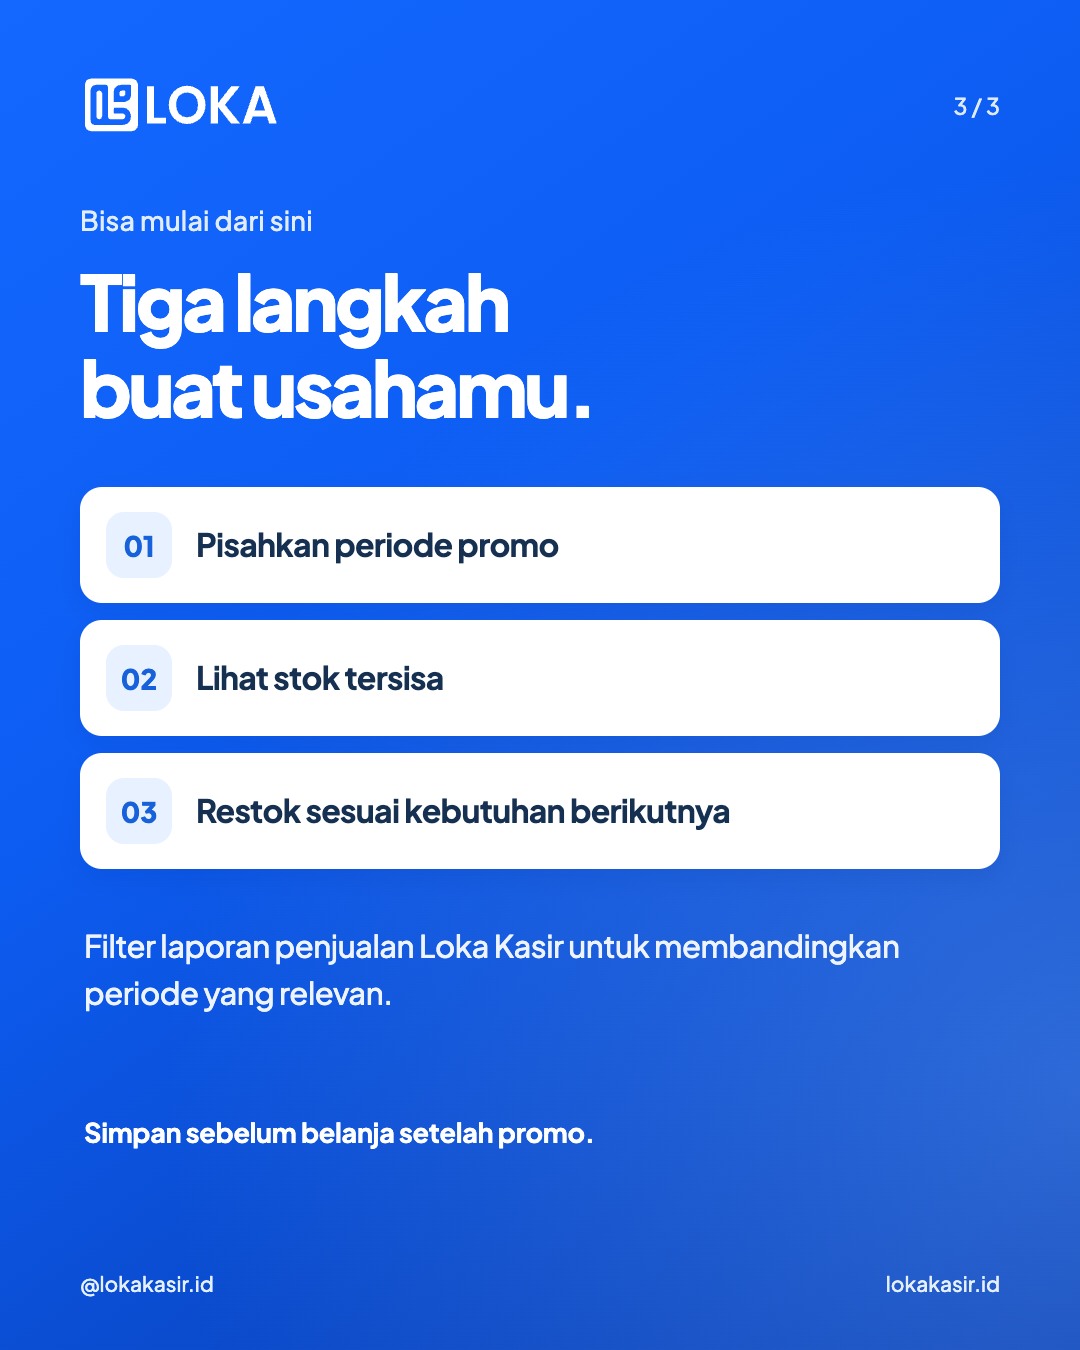 LOKA
3 / 3
Bisa mulai dari sini
Tiga langkah
buat usahamu.
01 Pisahkan periode promo
02 Lihat stok tersisa
03 Restok sesuai kebutuhan berikutnya
Filter laporan penjualan Loka Kasir untuk membandingkan
periode yang relevan.
Simpan sebelum belanja setelah promo.
@lokakasir.id
lokakasir.id